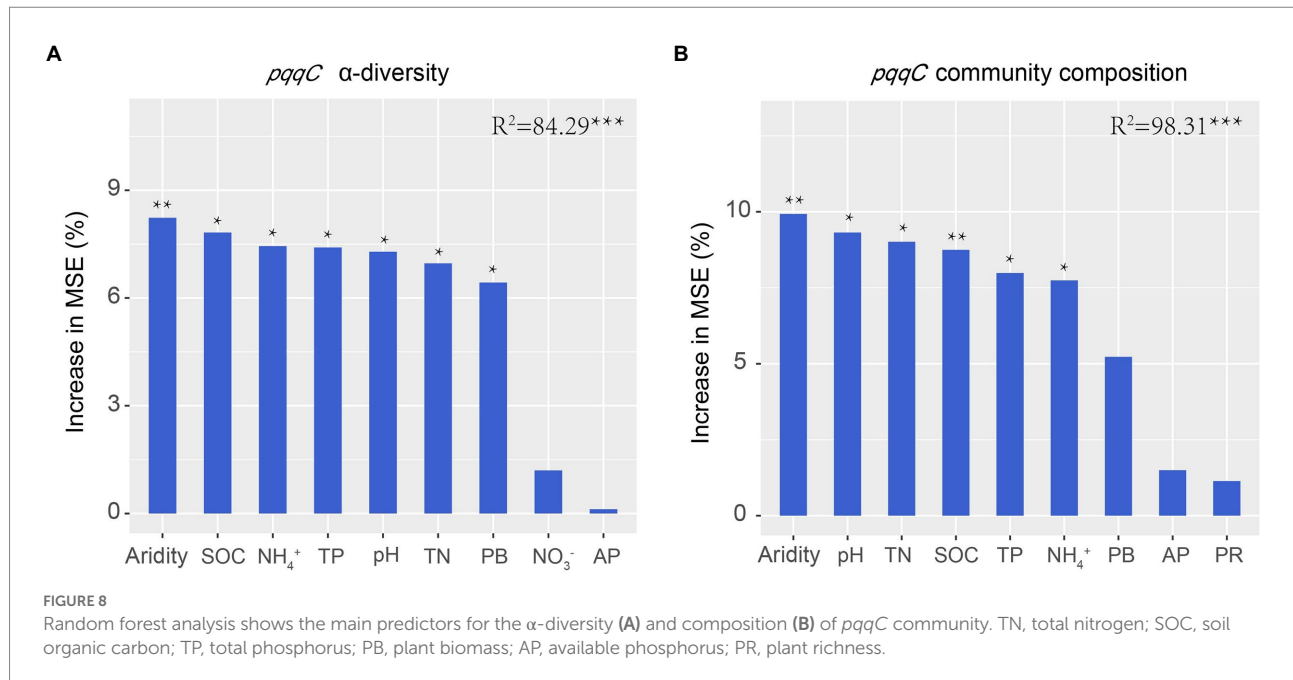 A
pqqC α-diversity
R²=84.29***
Increase in MSE (%)
9
6
3
0
**
*
*
*
*
*
*
Aridity SOC NH₄⁺ TP pH TN PB NO₃⁻ AP
B
pqqC community composition
R²=98.31***
Increase in MSE (%)
10
5
0
**
*
*
**
*
*
Aridity pH TN SOC TP NH₄⁺ PB AP PR
FIGURE 8
Random forest analysis shows the main predictors for the α-diversity (A) and composition (B) of pqqC community. TN, total nitrogen; SOC, soil
organic carbon; TP, total phosphorus; PB, plant biomass; AP, available phosphorus; PR, plant richness.